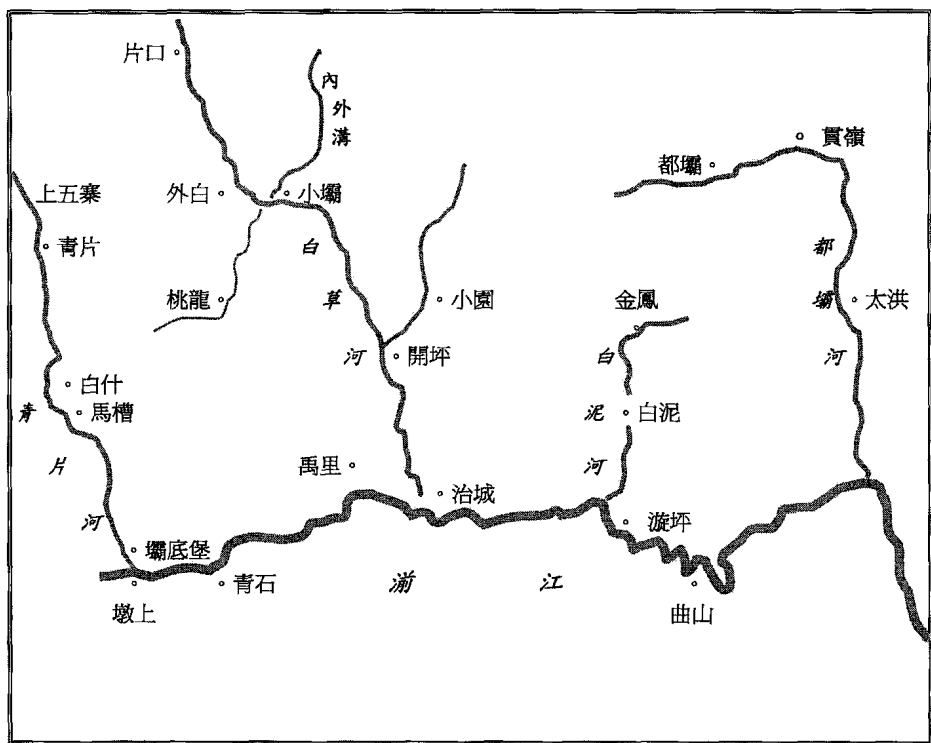 片口
內外溝
貫嶺
都壩
上五寨
外白
小壩
青片
白草河
都壩河
桃龍
小園
金鳳
太洪
開坪
白泥河
白什
青片河
馬槽
白泥
禹里
治城
漩坪
壩底堡
青石
湔江
墩上
曲山